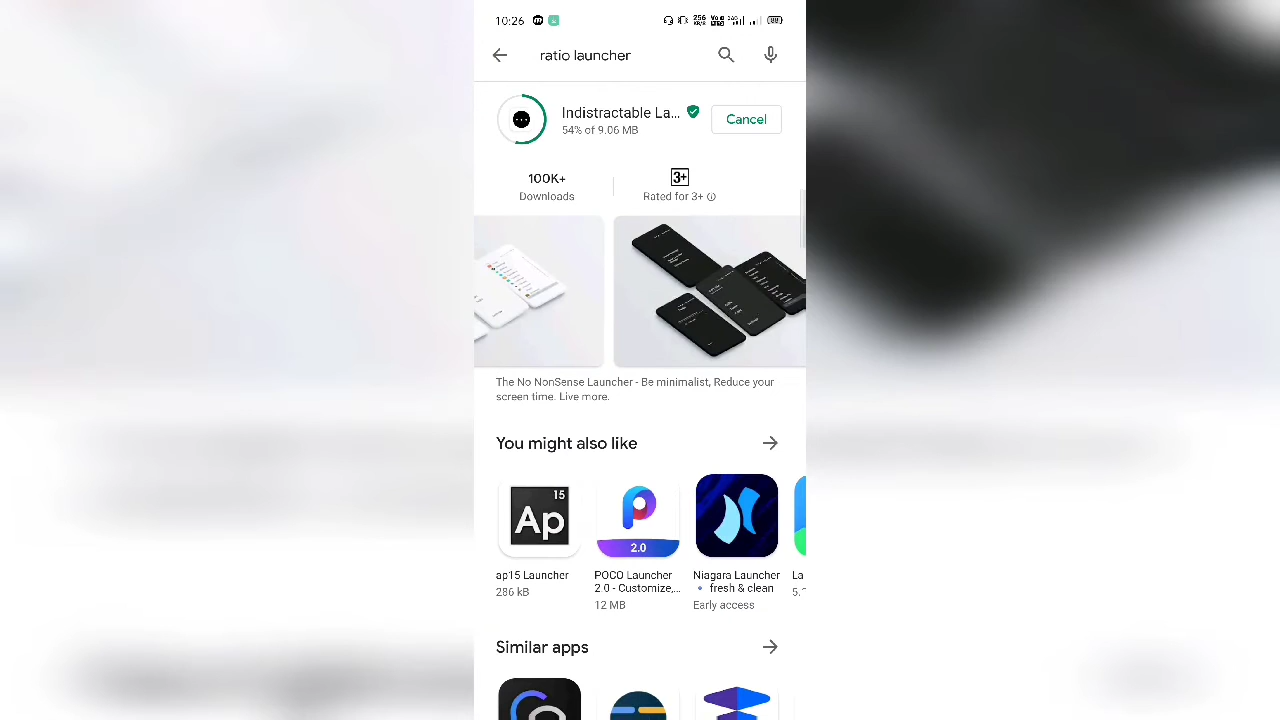 10:26
256
KB/S
ratio launcher
Indistractable La...
Cancel
54% of 9.06 MB
100K+
3+
Downloads
Rated for 3+
The No NonSense Launcher - Be minimalist, Reduce your
screen time. Live more.
You might also like
15
Ap
2.0
ap15 Launcher
286 kB
POCO Launcher
2.0 - Customize,...
12 MB
Niagara Launcher
🔹 fresh & clean
Early access
La
5.
Similar apps